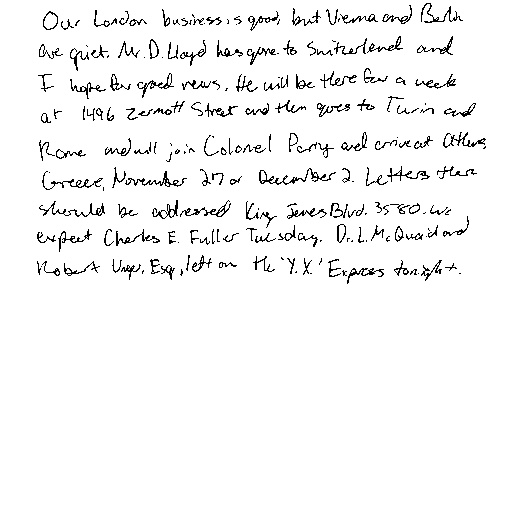 Our London business is good, but Vienna and Berlin
are quiet. Mr. D. Lloyd has gone to Switzerland and
I hope for good news. He will be there for a week
at 1496 Zermott Street and then goes to Turin and
Rome and will join Colonel Parry and arrive at Athens,
Greece, November 27 or December 2. Letters there
should be addressed King James Blvd. 3580. We
expect Charles E. Fuller Tuesday. Dr. L. McQuaid and
Robert Unger, Esq., left on the 'Y.X.' Express tonight.